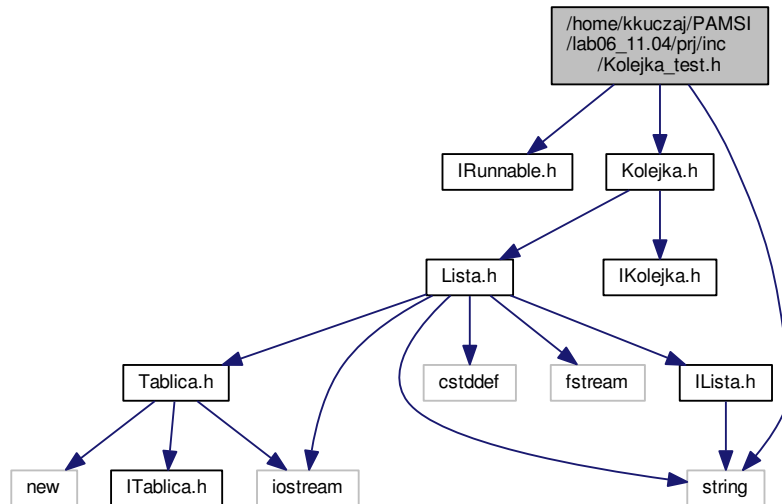 /home/kkuczaj/PAMSI
/lab06_11.04/prj/inc
/Kolejka_test.h
IRunnable.h
Kolejka.h
Lista.h
IKolejka.h
Tablica.h
cstddef
fstream
ILista.h
new
ITablica.h
iostream
string